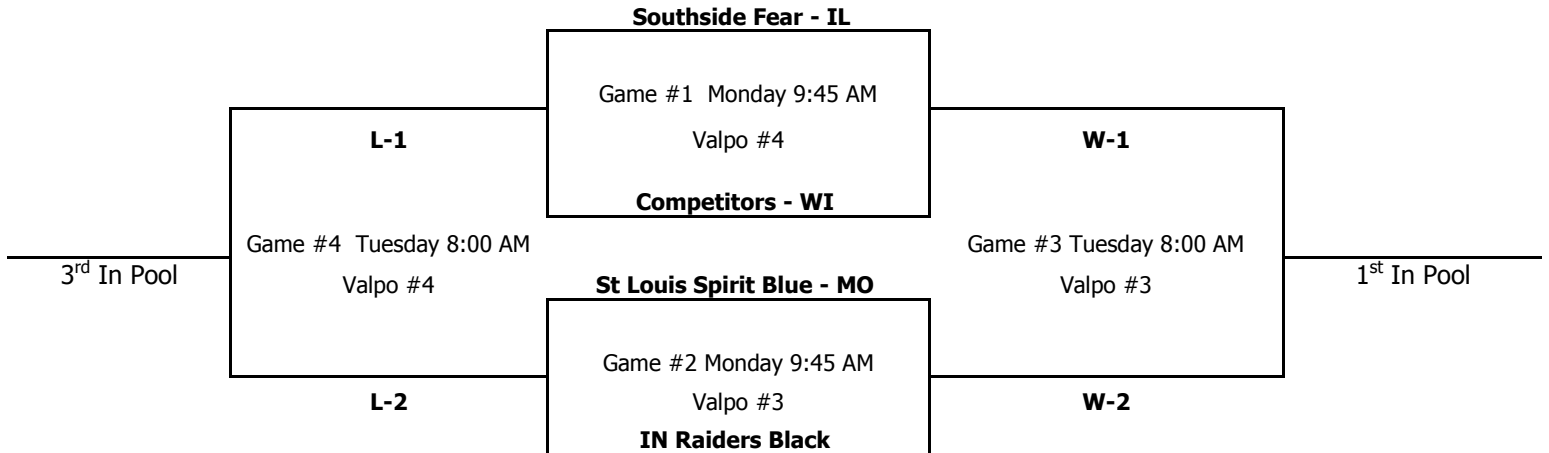 Southside Fear - IL
Game #1  Monday 9:45 AM
L-1
Valpo #4
W-1
Competitors - WI
Game #4  Tuesday 8:00 AM
Game #3 Tuesday 8:00 AM
3rd In Pool
Valpo #4
St Louis Spirit Blue - MO
Valpo #3
1st In Pool
Game #2 Monday 9:45 AM
L-2
Valpo #3
W-2
IN Raiders Black